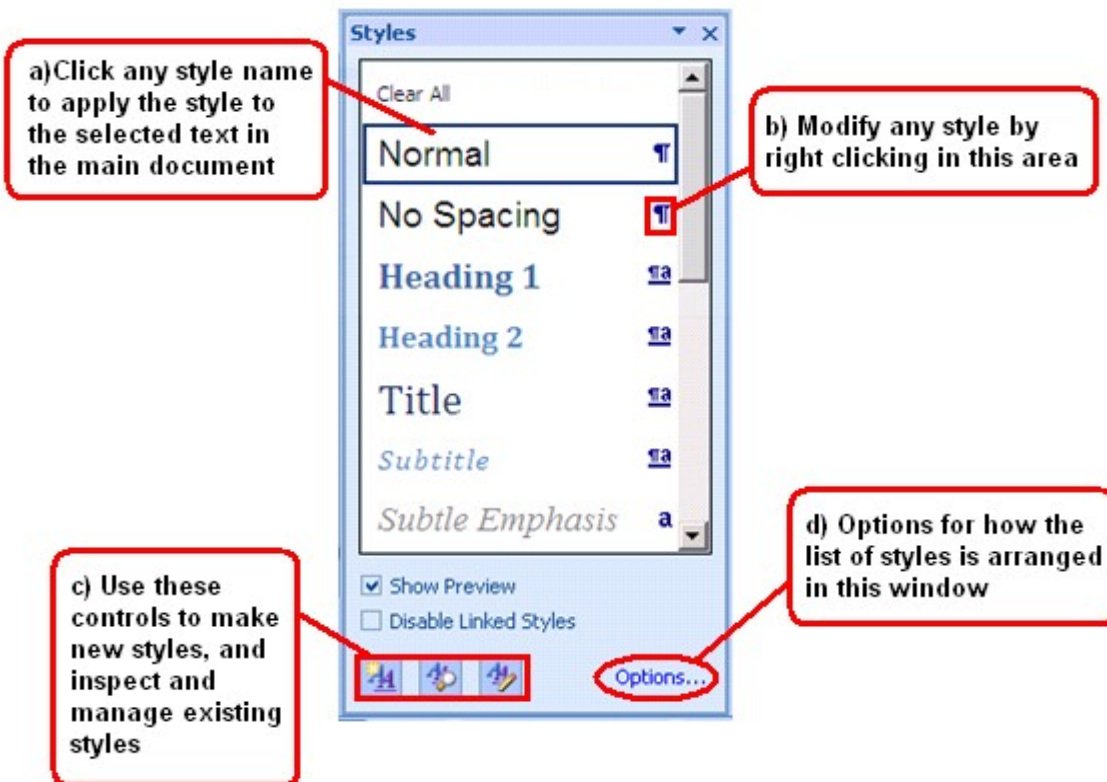 Styles
a)Click any style name
to apply the style to
the selected text in
the main document
Clear All
Normal ¶
No Spacing ¶
Heading 1 ¶a
Heading 2 ¶a
Title ¶a
Subtitle ¶a
Subtle Emphasis a
b) Modify any style by
right clicking in this area
Show Preview
Disable Linked Styles
Options...
c) Use these
controls to make
new styles, and
inspect and
manage existing
styles
d) Options for how the
list of styles is arranged
in this window